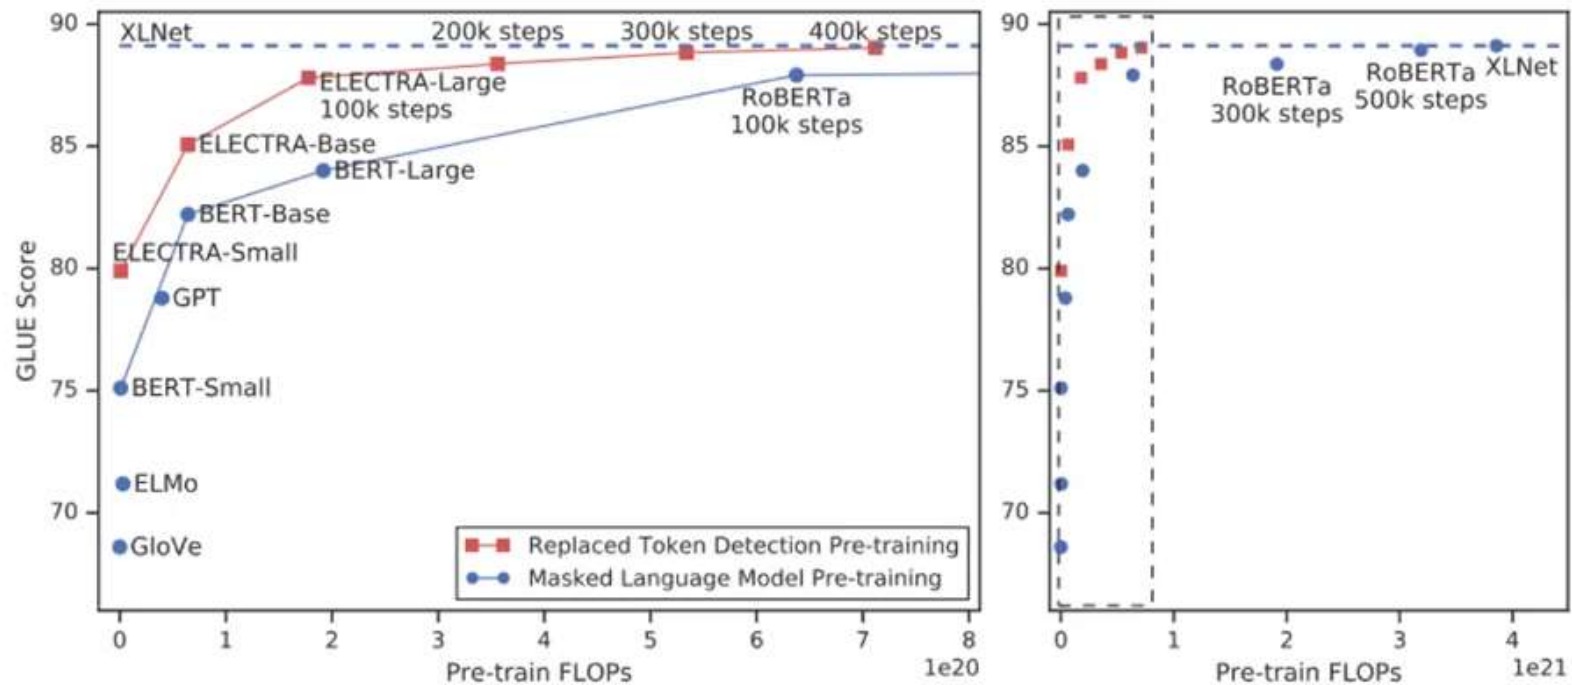 90
XLNet
200k steps
300k steps
400k steps
ELECTRA-Large
100k steps
RoBERTa
100k steps
85
ELECTRA-Base
BERT-Large
BERT-Base
ELECTRA-Small
80
GPT
GLUE Score
75
BERT-Small
ELMo
70
GloVe
Replaced Token Detection Pre-training
Masked Language Model Pre-training
0 1 2 3 4 5 6 7 8
Pre-train FLOPs
1e20
90
RoBERTa
300k steps
RoBERTa
500k steps
XLNet
85
80
75
70
0 1 2 3 4
Pre-train FLOPs
1e21